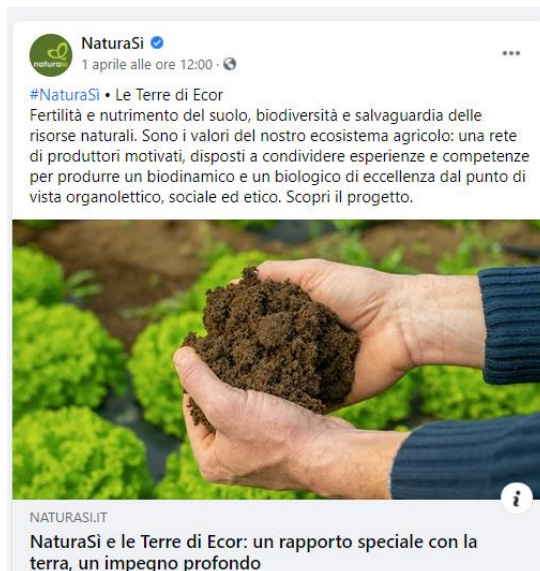 NaturaSì
naturasì
1 aprile alle ore 12:00 ·
#NaturaSì • Le Terre di Ecor
Fertilità e nutrimento del suolo, biodiversità e salvaguardia delle
risorse naturali. Sono i valori del nostro ecosistema agricolo: una rete
di produttori motivati, disposti a condividere esperienze e competenze
per produrre un biodinamico e un biologico di eccellenza dal punto di
vista organolettico, sociale ed etico. Scopri il progetto.
i
NATURASI.IT
NaturaSì e le Terre di Ecor: un rapporto speciale con la
terra, un impegno profondo